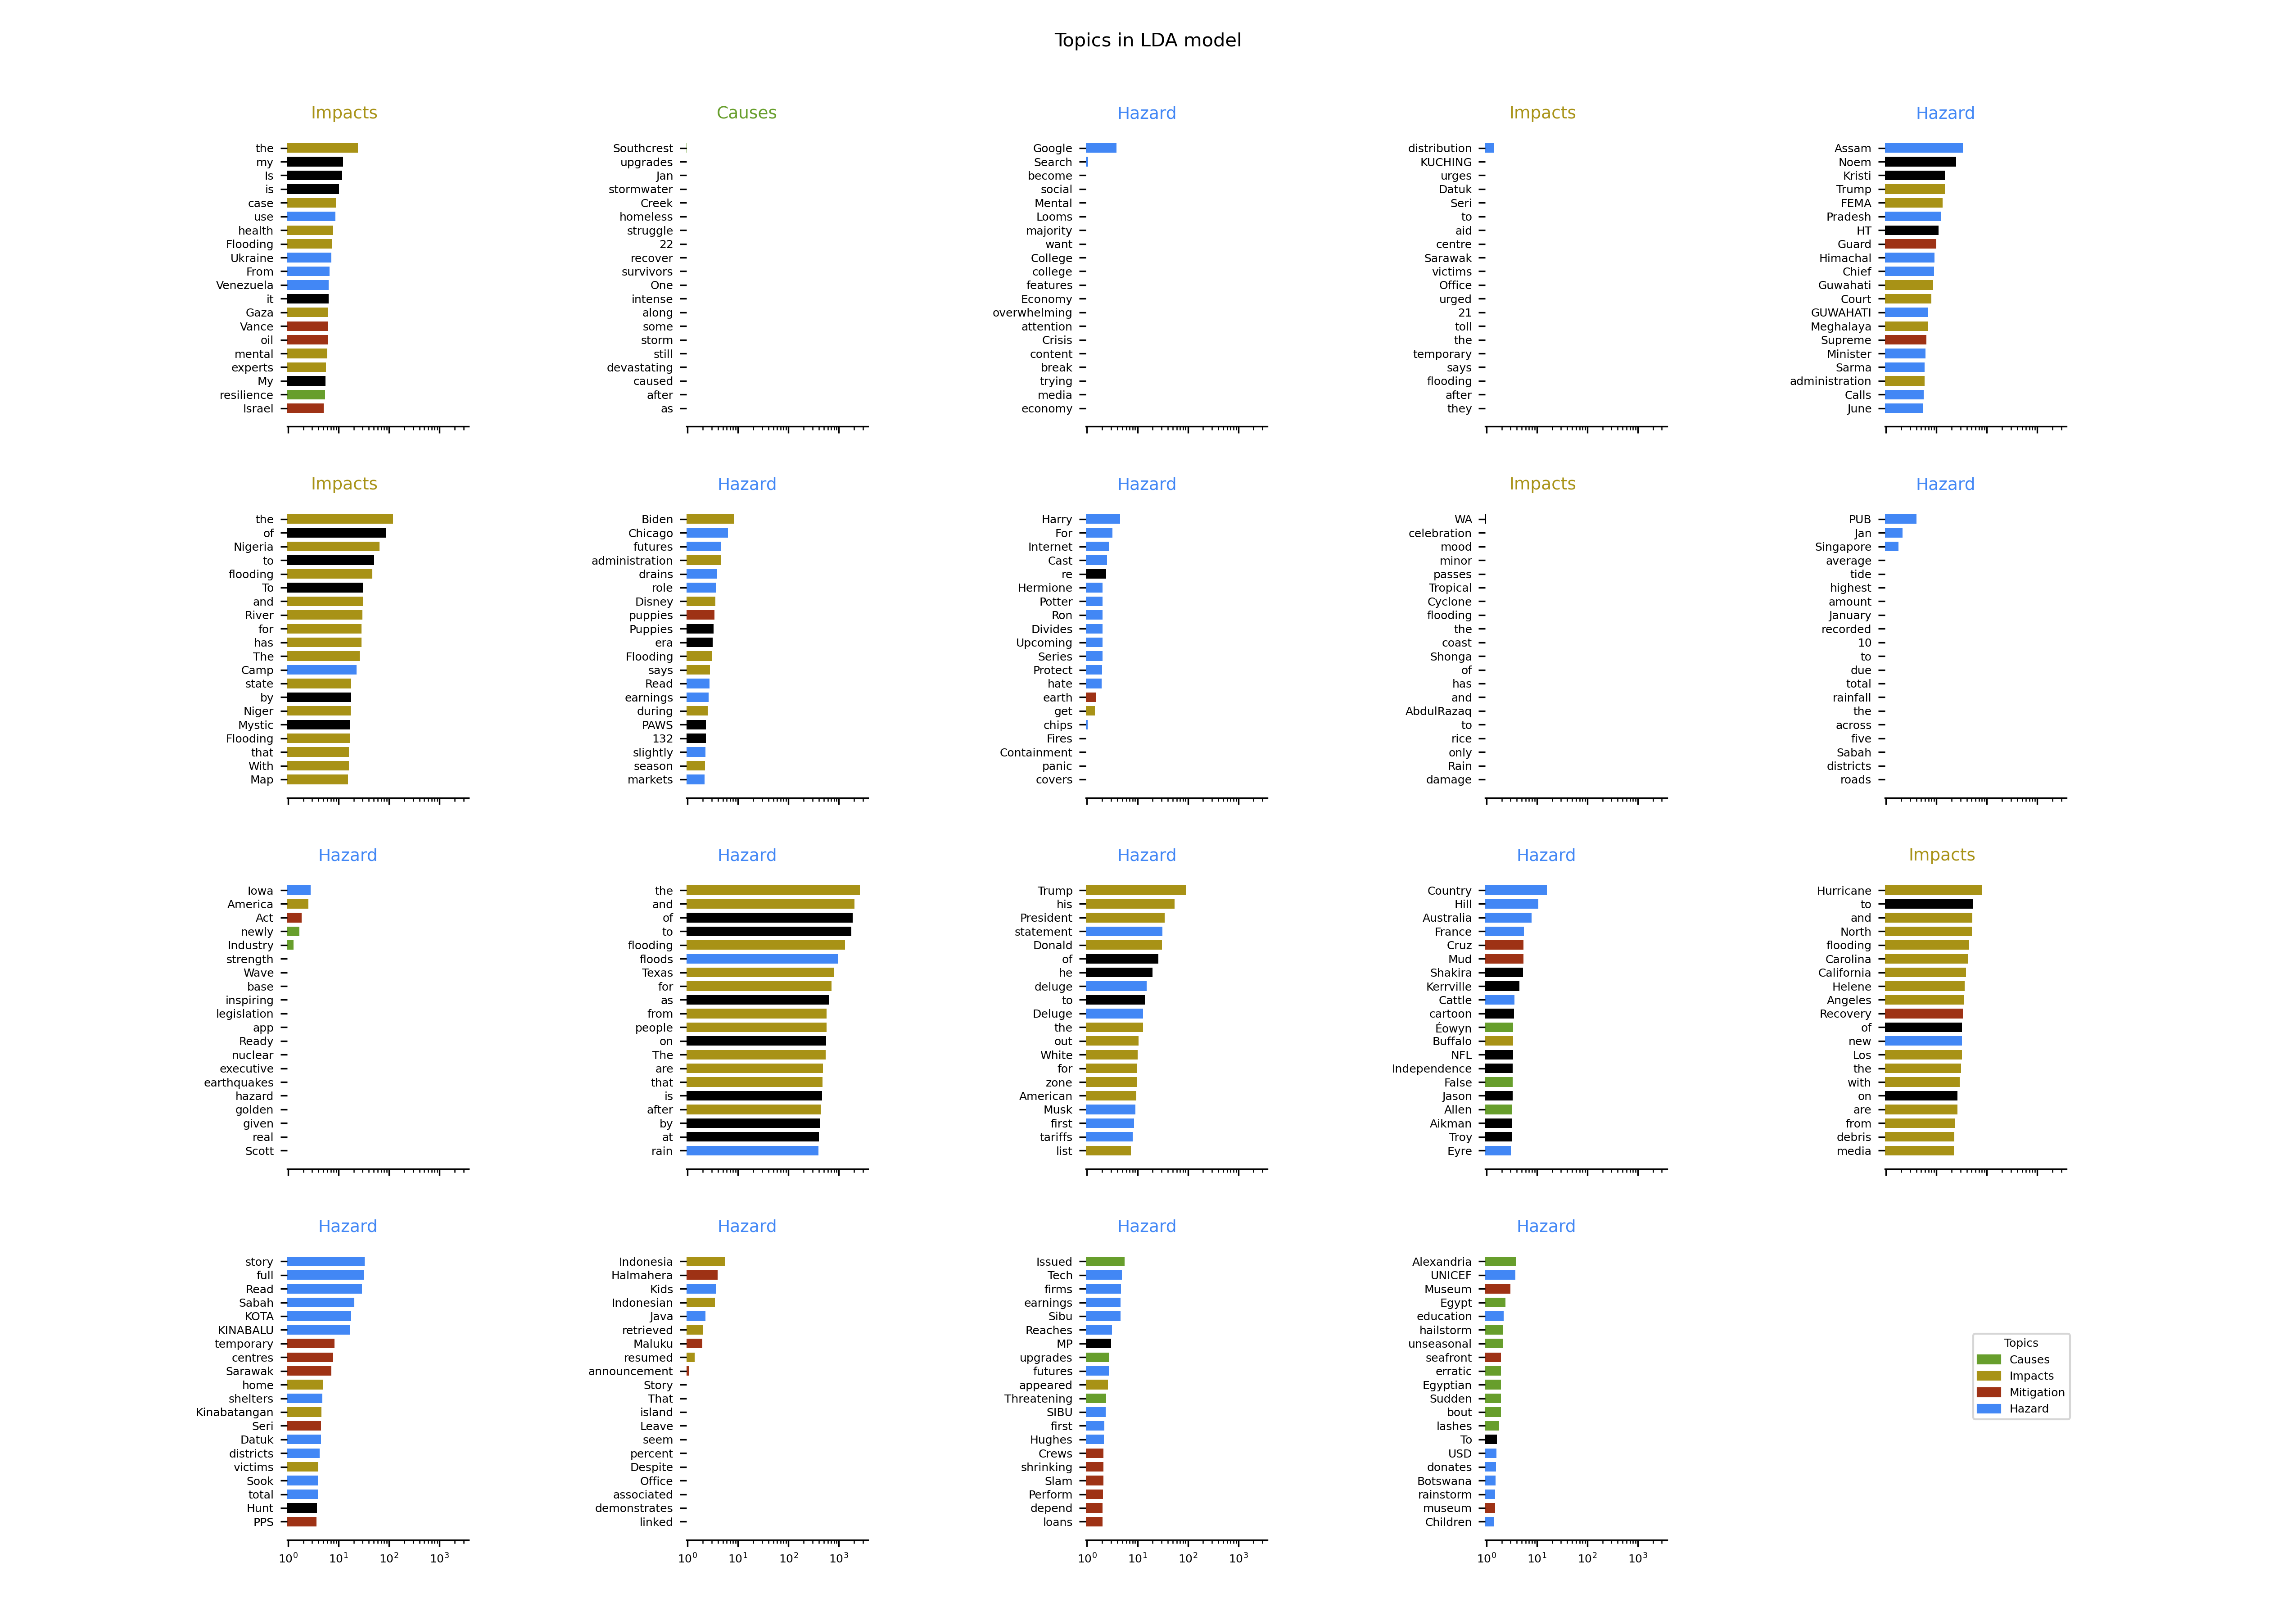 Topics in LDA model
Impacts
the
my
Is
is
case
use
health
Flooding
Ukraine
From
Venezuela
it
Gaza
Vance
oil
mental
experts
My
resilience
Israel
Causes
Southcrest
upgrades
Jan
stormwater
Creek
homeless
struggle
22
recover
survivors
One
intense
along
some
storm
still
devastating
caused
after
as
Hazard
Google
Search
become
social
Mental
Looms
majority
want
College
college
features
Economy
overwhelming
attention
Crisis
content
break
trying
media
economy
Impacts
distribution
KUCHING
urges
Datuk
Seri
to
aid
centre
Sarawak
victims
Office
urged
21
toll
the
temporary
says
flooding
after
they
Hazard
Assam
Noem
Kristi
Trump
FEMA
Pradesh
HT
Guard
Himachal
Chief
Guwahati
Court
GUWAHATI
Meghalaya
Supreme
Minister
Sarma
administration
Calls
June
Impacts
the
of
Nigeria
to
flooding
To
and
River
for
has
The
Camp
state
by
Niger
Mystic
Flooding
that
With
Map
Hazard
Biden
Chicago
futures
administration
drains
role
Disney
puppies
Puppies
era
Flooding
says
Read
earnings
during
PAWS
132
slightly
season
markets
Hazard
Harry
For
Internet
Cast
re
Hermione
Potter
Ron
Divides
Upcoming
Series
Protect
hate
earth
get
chips
Fires
Containment
panic
covers
Impacts
WA
celebration
mood
minor
passes
Tropical
Cyclone
flooding
the
coast
Shonga
of
has
and
AbdulRazaq
to
rice
only
Rain
damage
Hazard
PUB
Jan
Singapore
average
tide
highest
amount
January
recorded
10
to
due
total
rainfall
the
across
five
Sabah
districts
roads
Hazard
Iowa
America
Act
newly
Industry
strength
Wave
base
inspiring
legislation
app
Ready
nuclear
executive
earthquakes
hazard
golden
given
real
Scott
Hazard
the
and
of
to
flooding
floods
Texas
for
as
from
people
on
The
are
that
is
after
by
at
rain
Hazard
Trump
his
President
statement
Donald
of
he
deluge
to
Deluge
the
out
White
for
zone
American
Musk
first
tariffs
list
Hazard
Country
Hill
Australia
France
Cruz
Mud
Shakira
Kerrville
Cattle
cartoon
Éowyn
Buffalo
NFL
Independence
False
Jason
Allen
Aikman
Troy
Eyre
Impacts
Hurricane
to
and
North
flooding
Carolina
California
Helene
Angeles
Recovery
of
new
Los
the
with
on
are
from
debris
media
Hazard
story
full
Read
Sabah
KOTA
KINABALU
temporary
centres
Sarawak
home
shelters
Kinabatangan
Seri
Datuk
districts
victims
Sook
total
Hunt
PPS
10⁰ 10¹ 10² 10³
Hazard
Indonesia
Halmahera
Kids
Indonesian
Java
retrieved
Maluku
resumed
announcement
Story
That
island
Leave
seem
percent
Despite
Office
associated
demonstrates
linked
10⁰ 10¹ 10² 10³
Hazard
Issued
Tech
firms
earnings
Sibu
Reaches
MP
upgrades
futures
appeared
Threatening
SIBU
first
Hughes
Crews
shrinking
Slam
Perform
depend
loans
10⁰ 10¹ 10² 10³
Hazard
Alexandria
UNICEF
Museum
Egypt
education
hailstorm
unseasonal
seafront
erratic
Egyptian
Sudden
bout
lashes
To
USD
donates
Botswana
rainstorm
museum
Children
10⁰ 10¹ 10² 10³
Topics
Causes
Impacts
Mitigation
Hazard